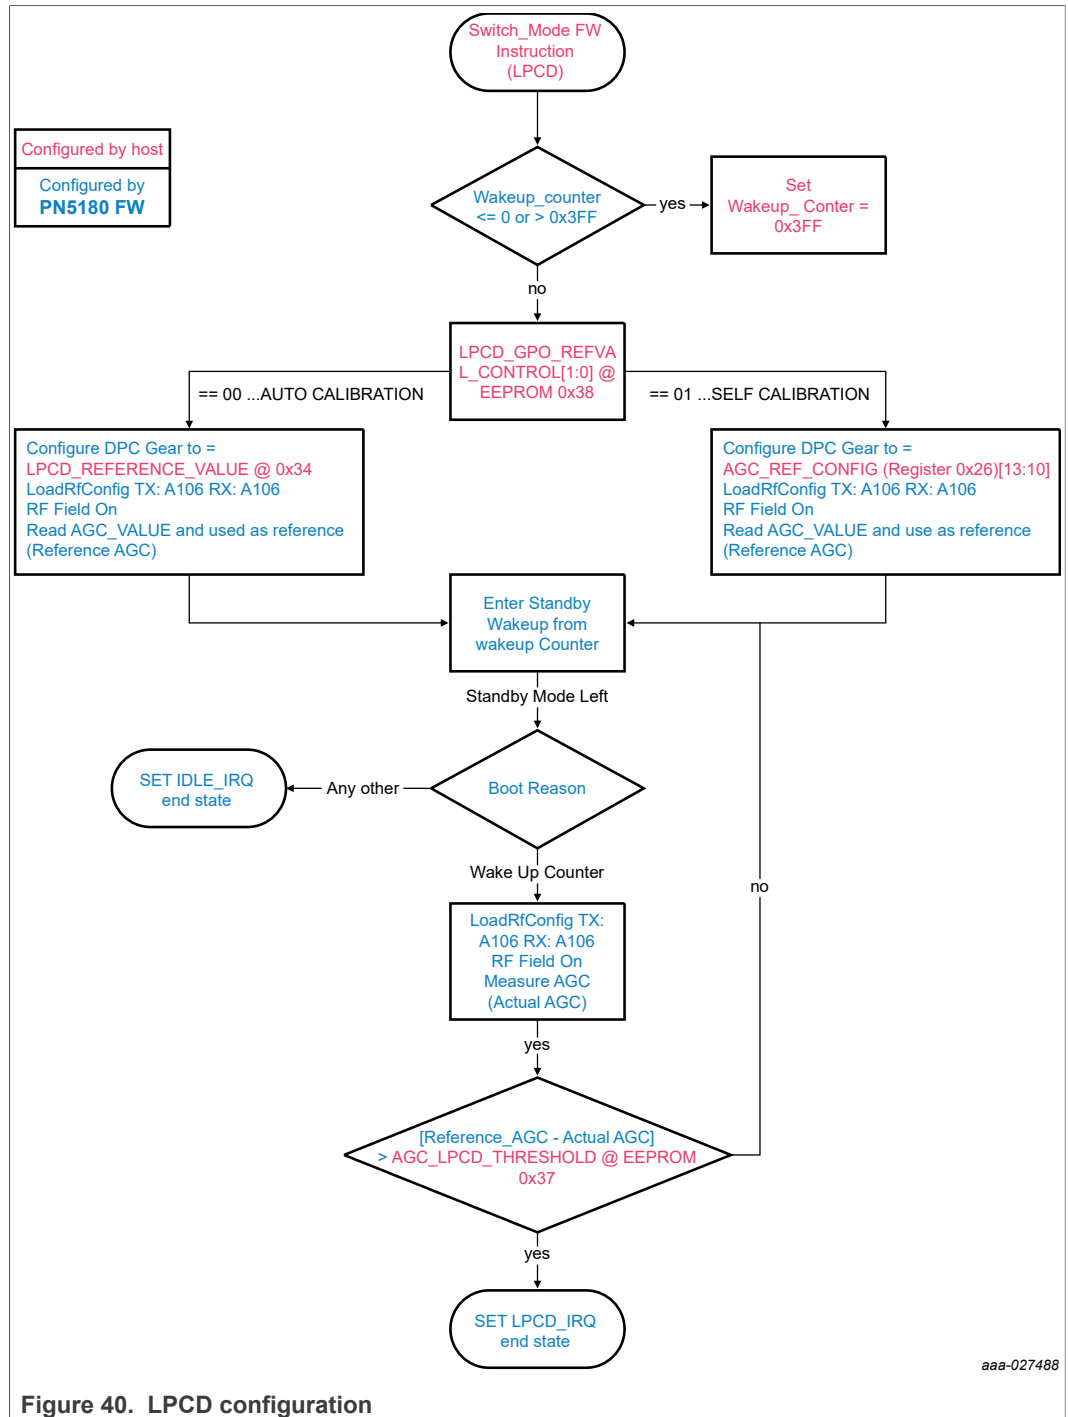 Switch_Mode FW
Instruction
(LPCD)
Configured by host
Configured by
PN5180 FW
Wakeup_counter
<= 0 or > 0x3FF
yes
Set
Wakeup_ Conter =
0x3FF
no
LPCD_GPO_REFVA
L_CONTROL[1:0] @
EEPROM 0x38
== 00 ...AUTO CALIBRATION
== 01 ...SELF CALIBRATION
Configure DPC Gear to =
LPCD_REFERENCE_VALUE @ 0x34
LoadRfConfig TX: A106 RX: A106
RF Field On
Read AGC_VALUE and used as reference
(Reference AGC)
Configure DPC Gear to =
AGC_REF_CONFIG (Register 0x26)[13:10]
LoadRfConfig TX: A106 RX: A106
RF Field On
Read AGC_VALUE and use as reference
(Reference AGC)
Enter Standby
Wakeup from
wakeup Counter
Standby Mode Left
SET IDLE_IRQ
end state
Any other
Boot Reason
Wake Up Counter
no
LoadRfConfig TX:
A106 RX: A106
RF Field On
Measure AGC
(Actual AGC)
yes
[Reference_AGC - Actual AGC]
> AGC_LPCD_THRESHOLD @ EEPROM
0x37
yes
SET LPCD_IRQ
end state
aaa-027488
Figure 40. LPCD configuration